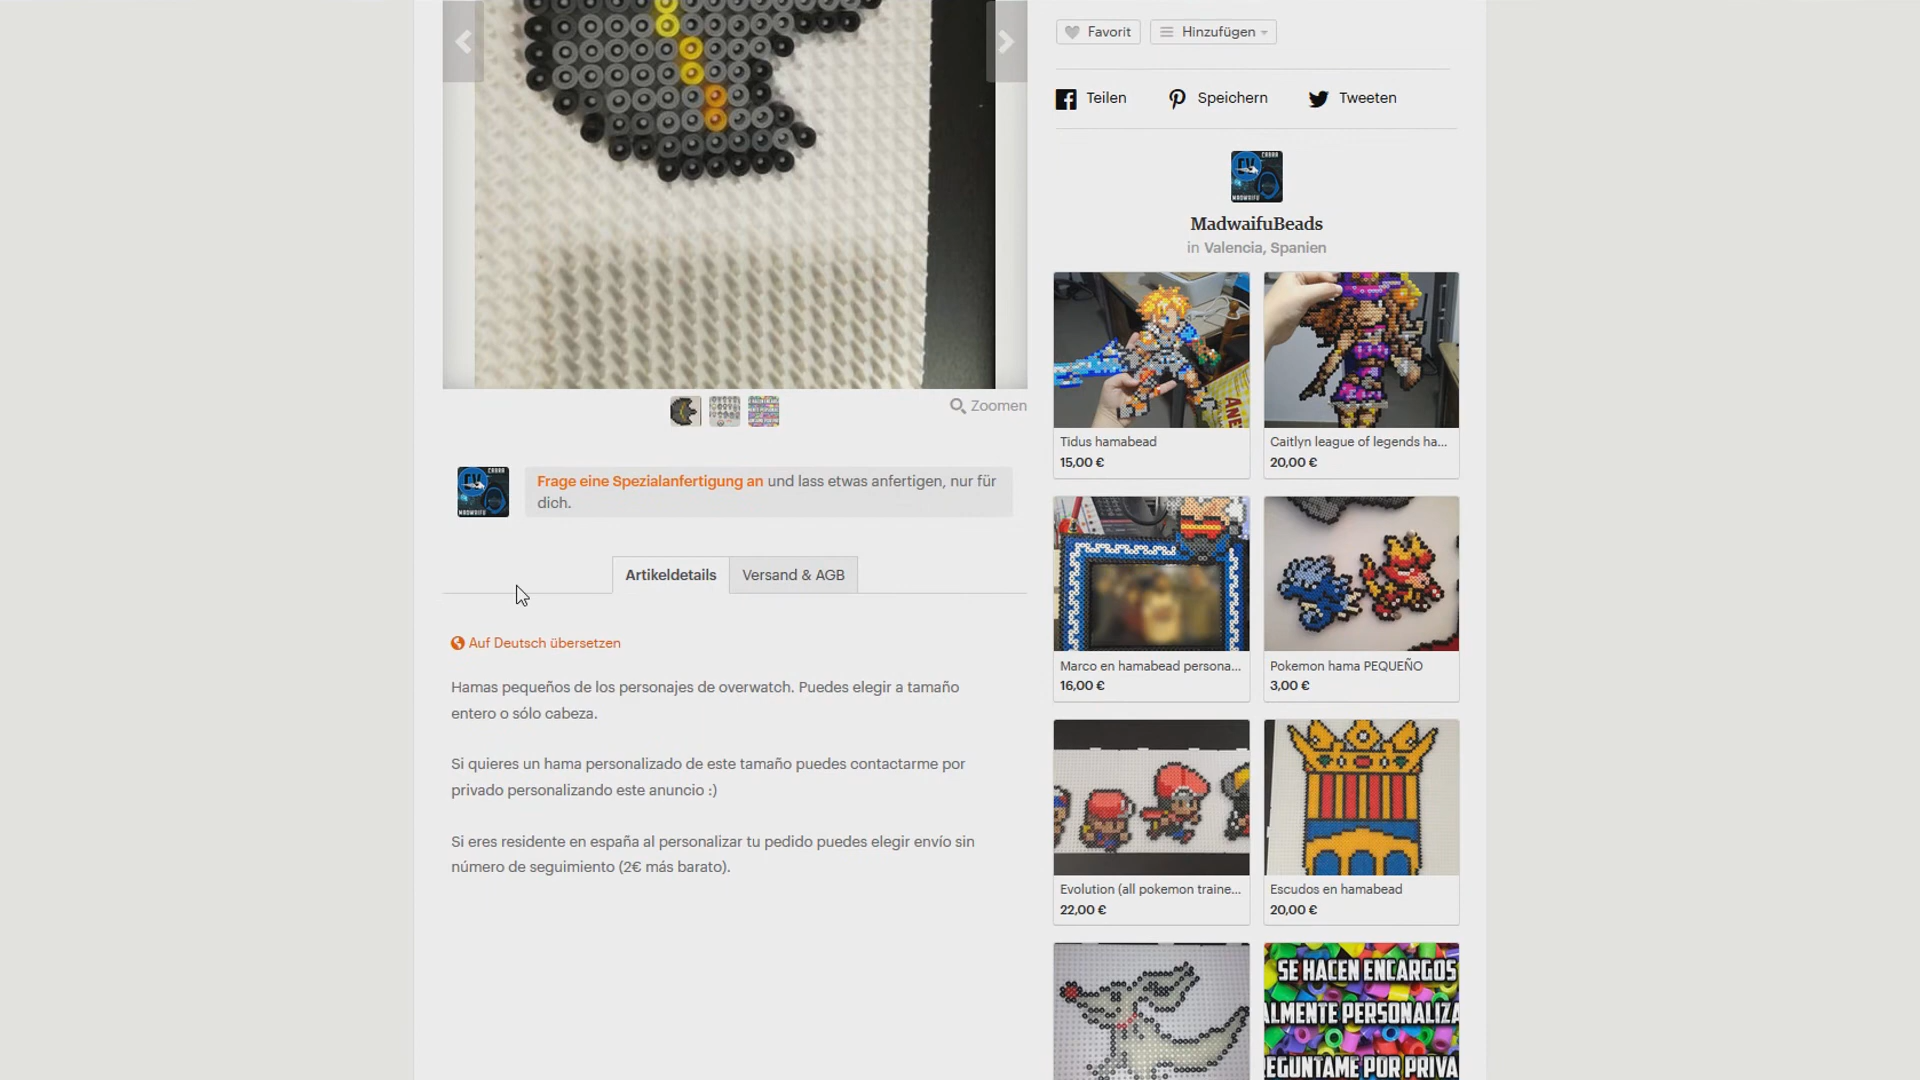 Favorit
Hinzufügen
Teilen
Speichern
Tweeten
MadwaifuBeads
in Valencia, Spanien
Tidus hamabead
15,00 €
Caitlyn league of legends ha...
20,00 €
Zoomen
Frage eine Spezialanfertigung an und lass etwas anfertigen, nur für
dich.
Artikeldetails
Versand & AGB
Auf Deutsch übersetzen
Hamas pequeños de los personajes de overwatch. Puedes elegir a tamaño
entero o sólo cabeza.
Si quieres un hama personalizado de este tamaño puedes contactarme por
privado personalizando este anuncio :)
Si eres residente en españa al personalizar tu pedido puedes elegir envío sin
número de seguimiento (2€ más barato).
Marco en hamabead persona...
16,00 €
Pokemon hama PEQUEÑO
3,00 €
Evolution (all pokemon traine...
22,00 €
Escudos en hamabead
20,00 €
SE HACEN ENCARGOS
ALMENTE PERSONALIZA
EGUNTAME POR PRIVA